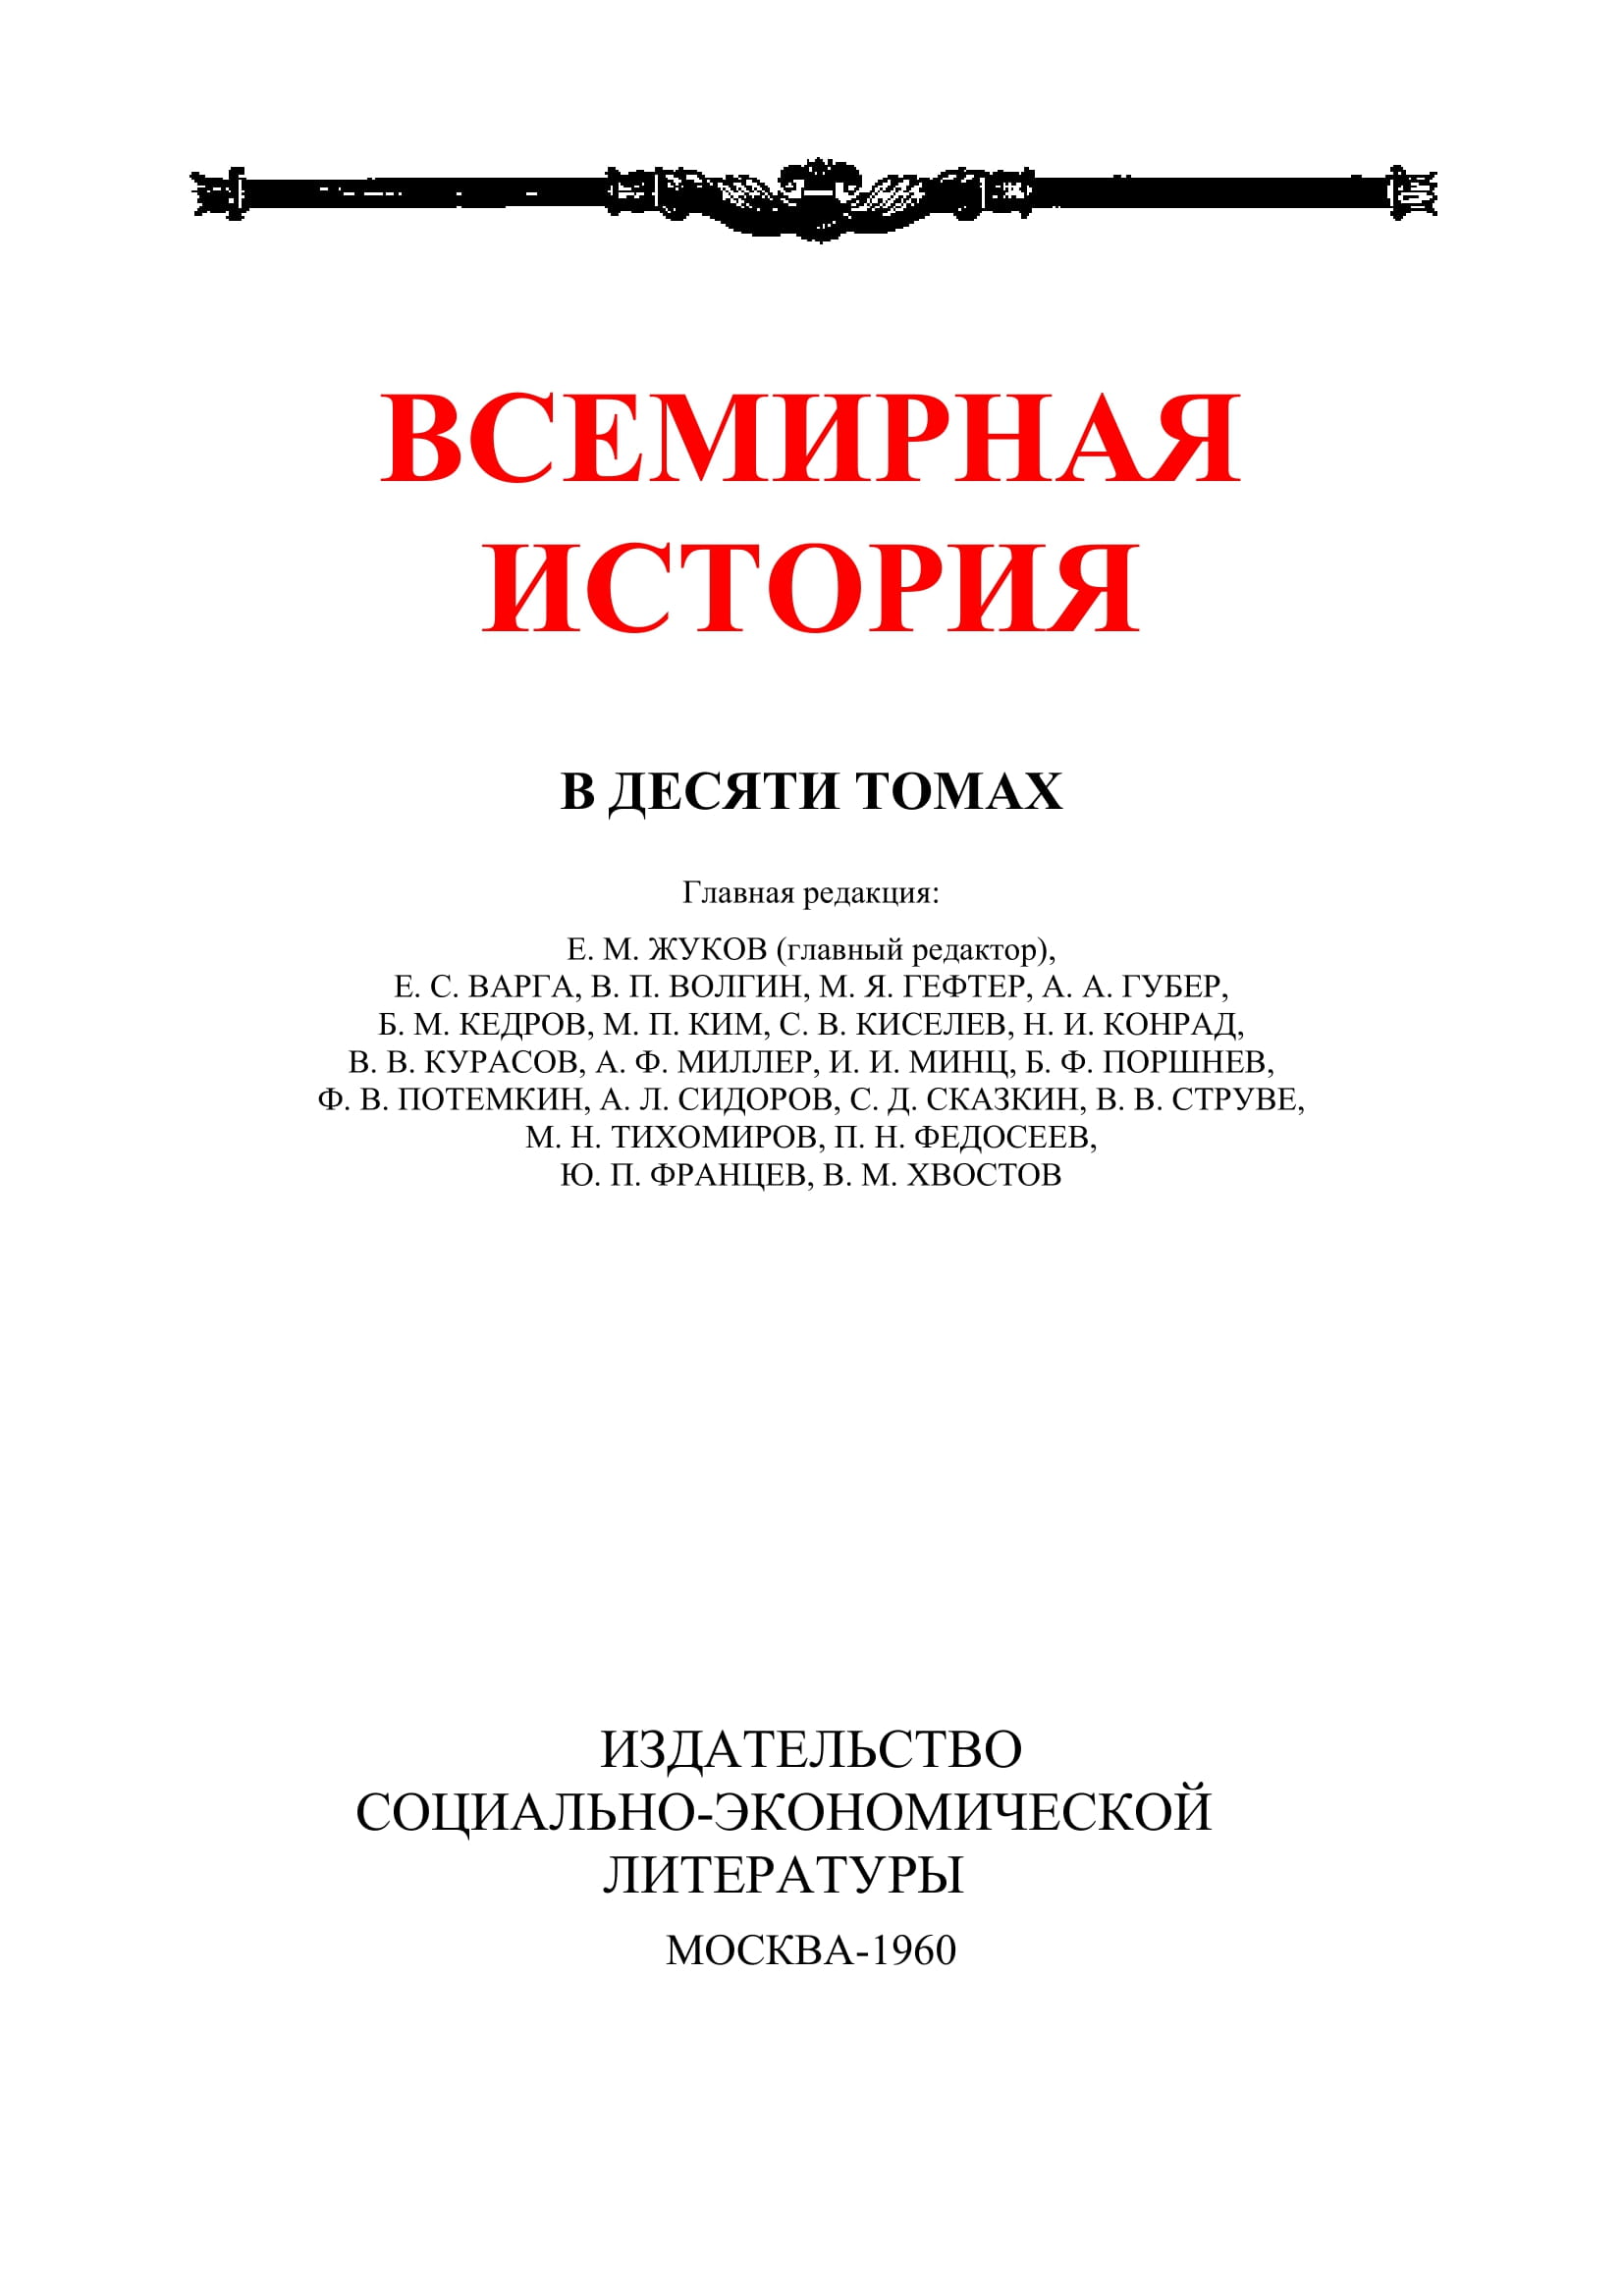 ВСЕМИРНАЯ
ИСТОРИЯ
В ДЕСЯТИ ТОМАХ
Главная редакция:
Е. М. ЖУКОВ (главный редактор),
Е. С. ВАРГА, В. П. ВОЛГИН, М. Я. ГЕФТЕР, А. А. ГУБЕР,
Б. М. КЕДРОВ, М. П. КИМ, С. В. КИСЕЛЕВ, Н. И. КОНРАД,
В. В. КУРАСОВ, А. Ф. МИЛЛЕР, И. И. МИНЦ, Б. Ф. ПОРШНЕВ,
Ф. В. ПОТЕМКИН, А. Л. СИДОРОВ, С. Д. СКАЗКИН, В. В. СТРУВЕ,
М. Н. ТИХОМИРОВ, П. Н. ФЕДОСЕЕВ,
Ю. П. ФРАНЦЕВ, В. М. ХВОСТОВ
ИЗДАТЕЛЬСТВО
СОЦИАЛЬНО-ЭКОНОМИЧЕСКОЙ
ЛИТЕРАТУРЫ
МОСКВА-1960